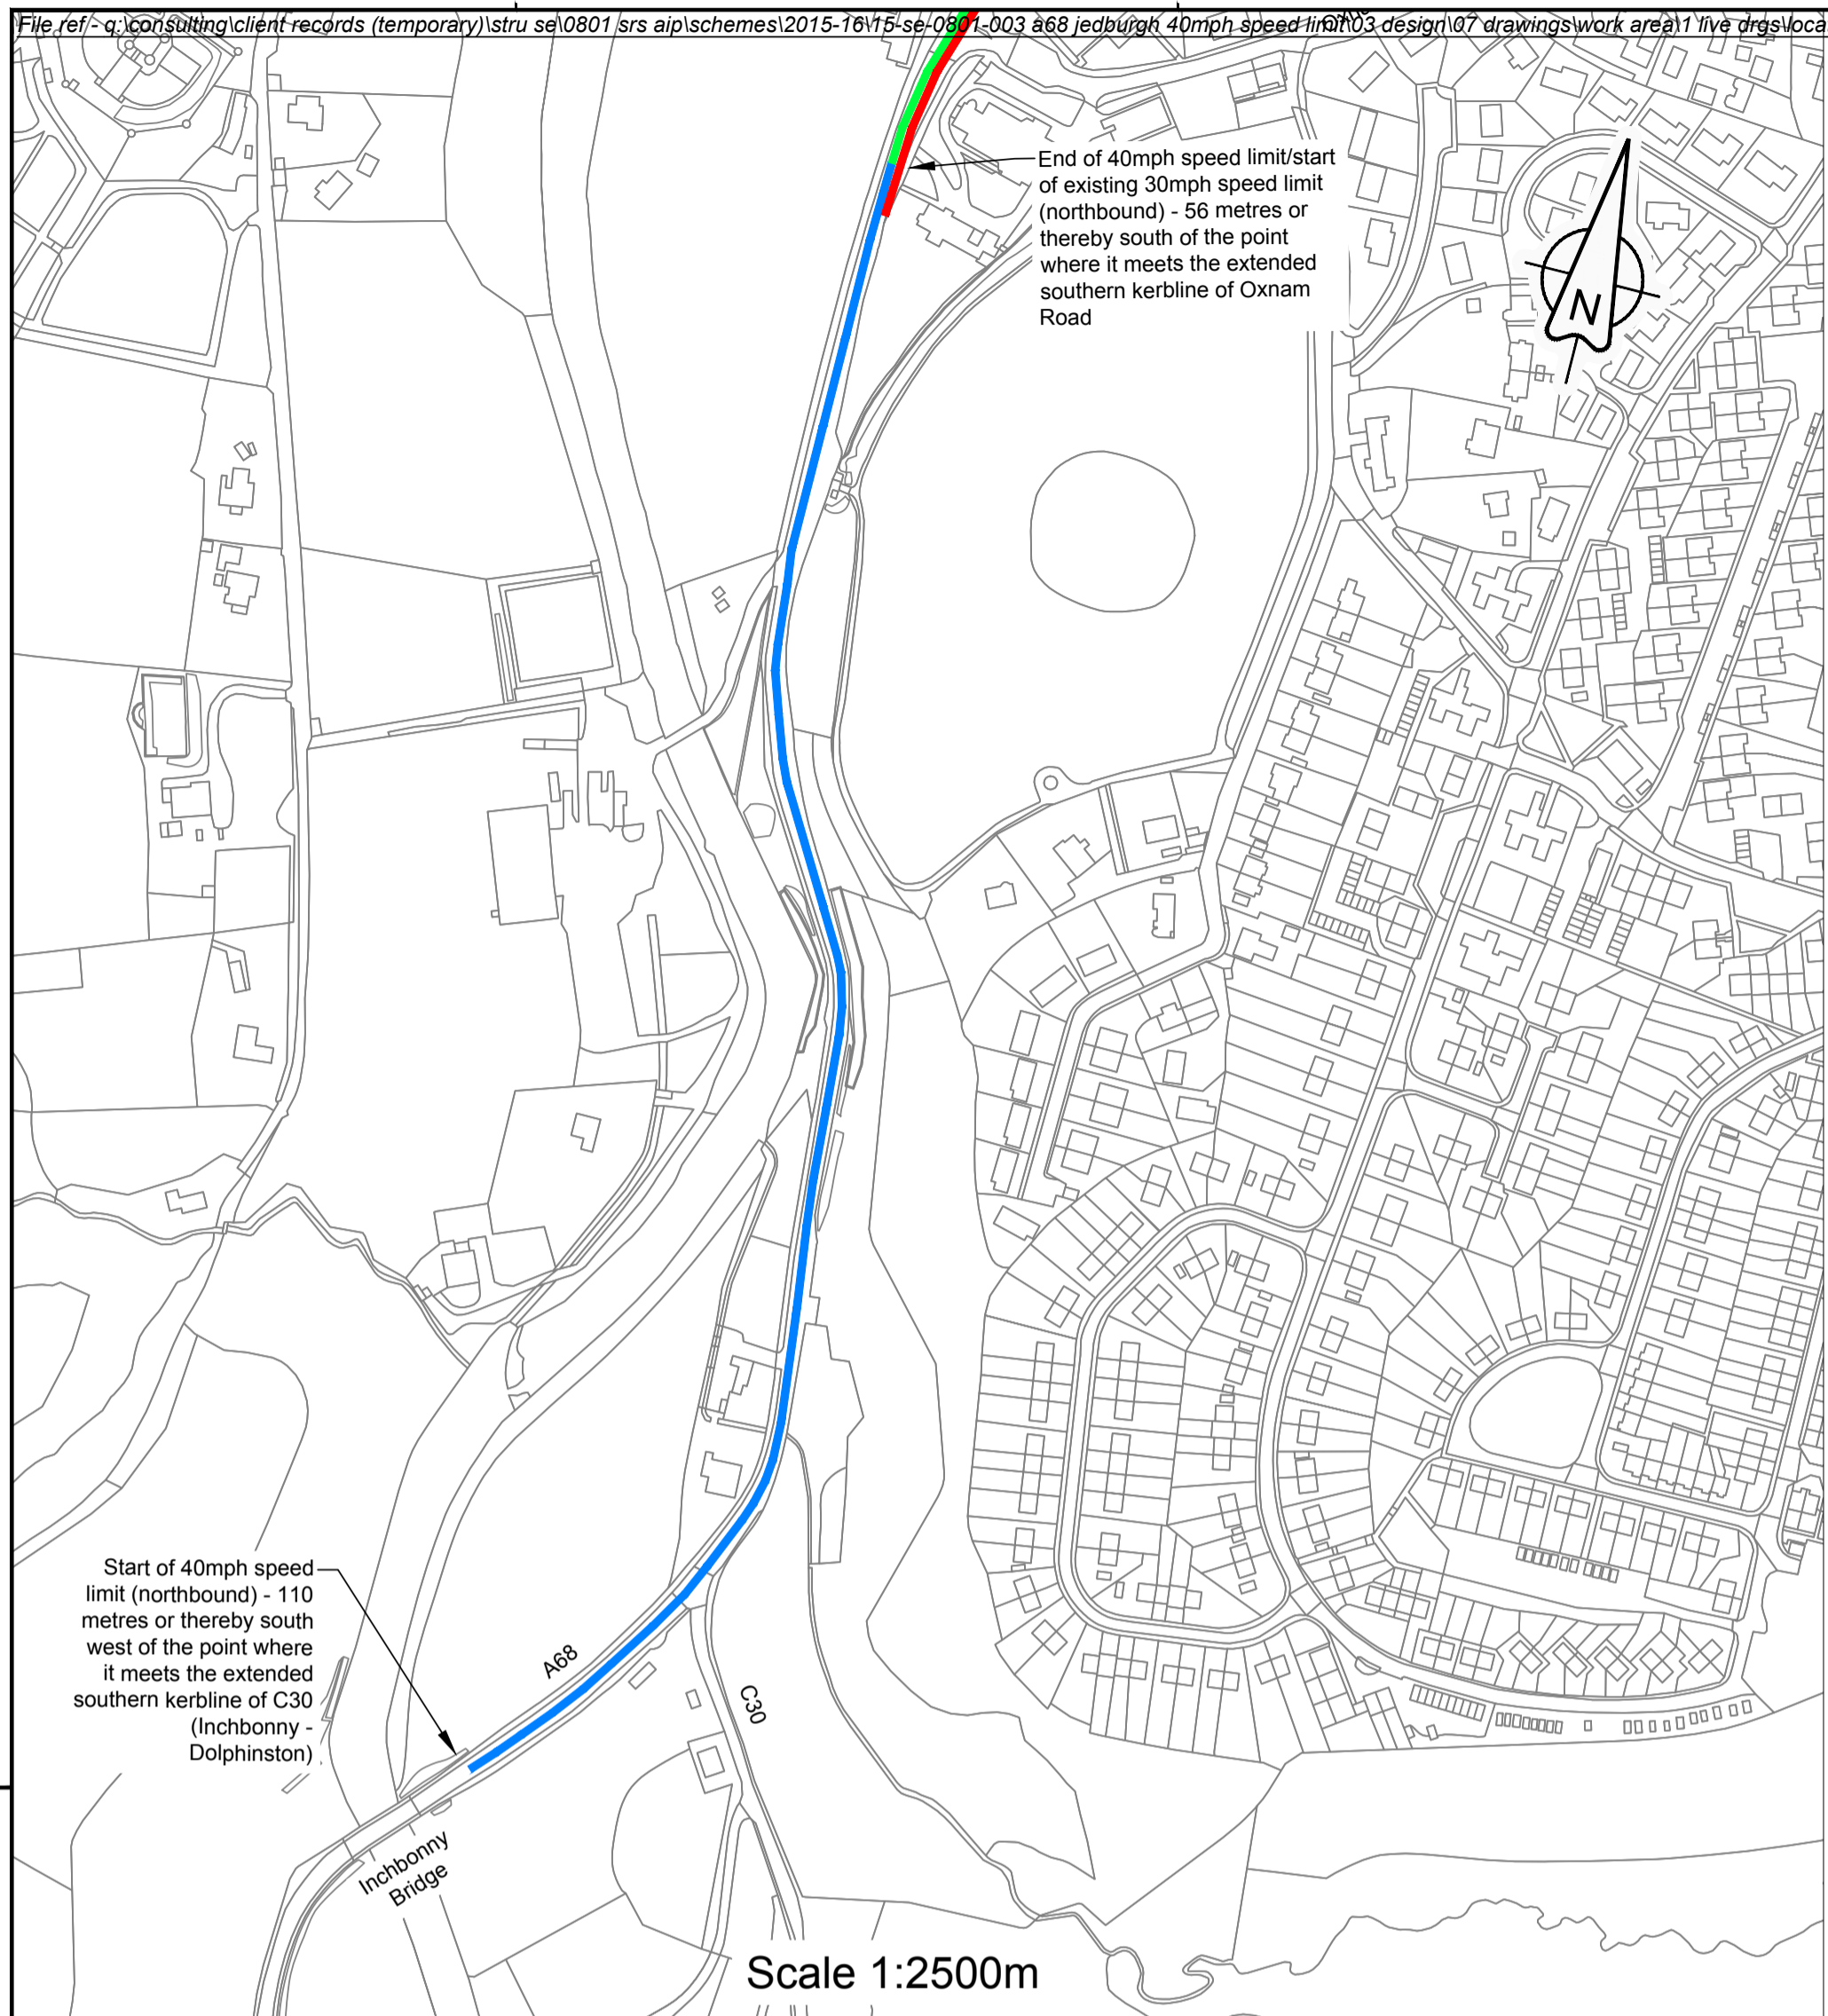 File ref - q:\consulting\client records (temporary)\stru se\0801 srs aip\schemes\2015-16\15-se-0801-003 a68 jedburgh 40mph speed limit\03 design\07 drawings\work area\1 live drgs\locat
End of 40mph speed limit/start
of existing 30mph speed limit
(northbound) - 56 metres or
thereby south of the point
where it meets the extended
southern kerbline of Oxnam
Road
N
Start of 40mph speed
limit (northbound) - 110
metres or thereby south
west of the point where
it meets the extended
southern kerbline of C30
(Inchbonny -
Dolphinston)
A68
C30
Inchbonny
Bridge
Scale 1:2500m